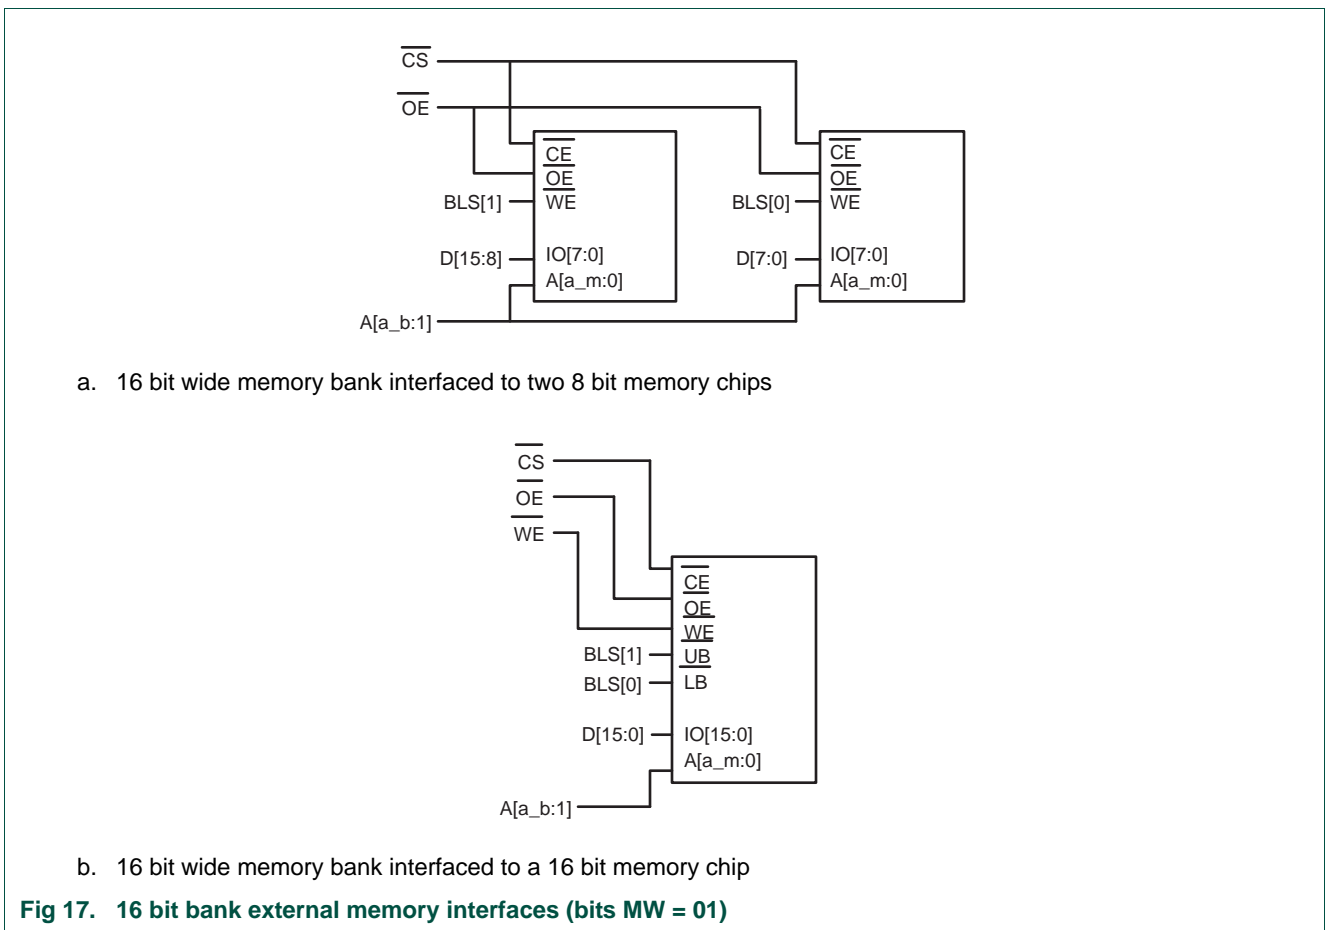 CS
OE
CE
OE
BLS[1] WE
D[15:8] IO[7:0]
A[a_m:0]
CE
OE
BLS[0] WE
D[7:0] IO[7:0]
A[a_m:0]
A[a_b:1]
a. 16 bit wide memory bank interfaced to two 8 bit memory chips
CS
OE
WE
CE
OE
WE
BLS[1] UB
BLS[0] LB
D[15:0] IO[15:0]
A[a_m:0]
A[a_b:1]
b. 16 bit wide memory bank interfaced to a 16 bit memory chip
Fig 17. 16 bit bank external memory interfaces (bits MW = 01)